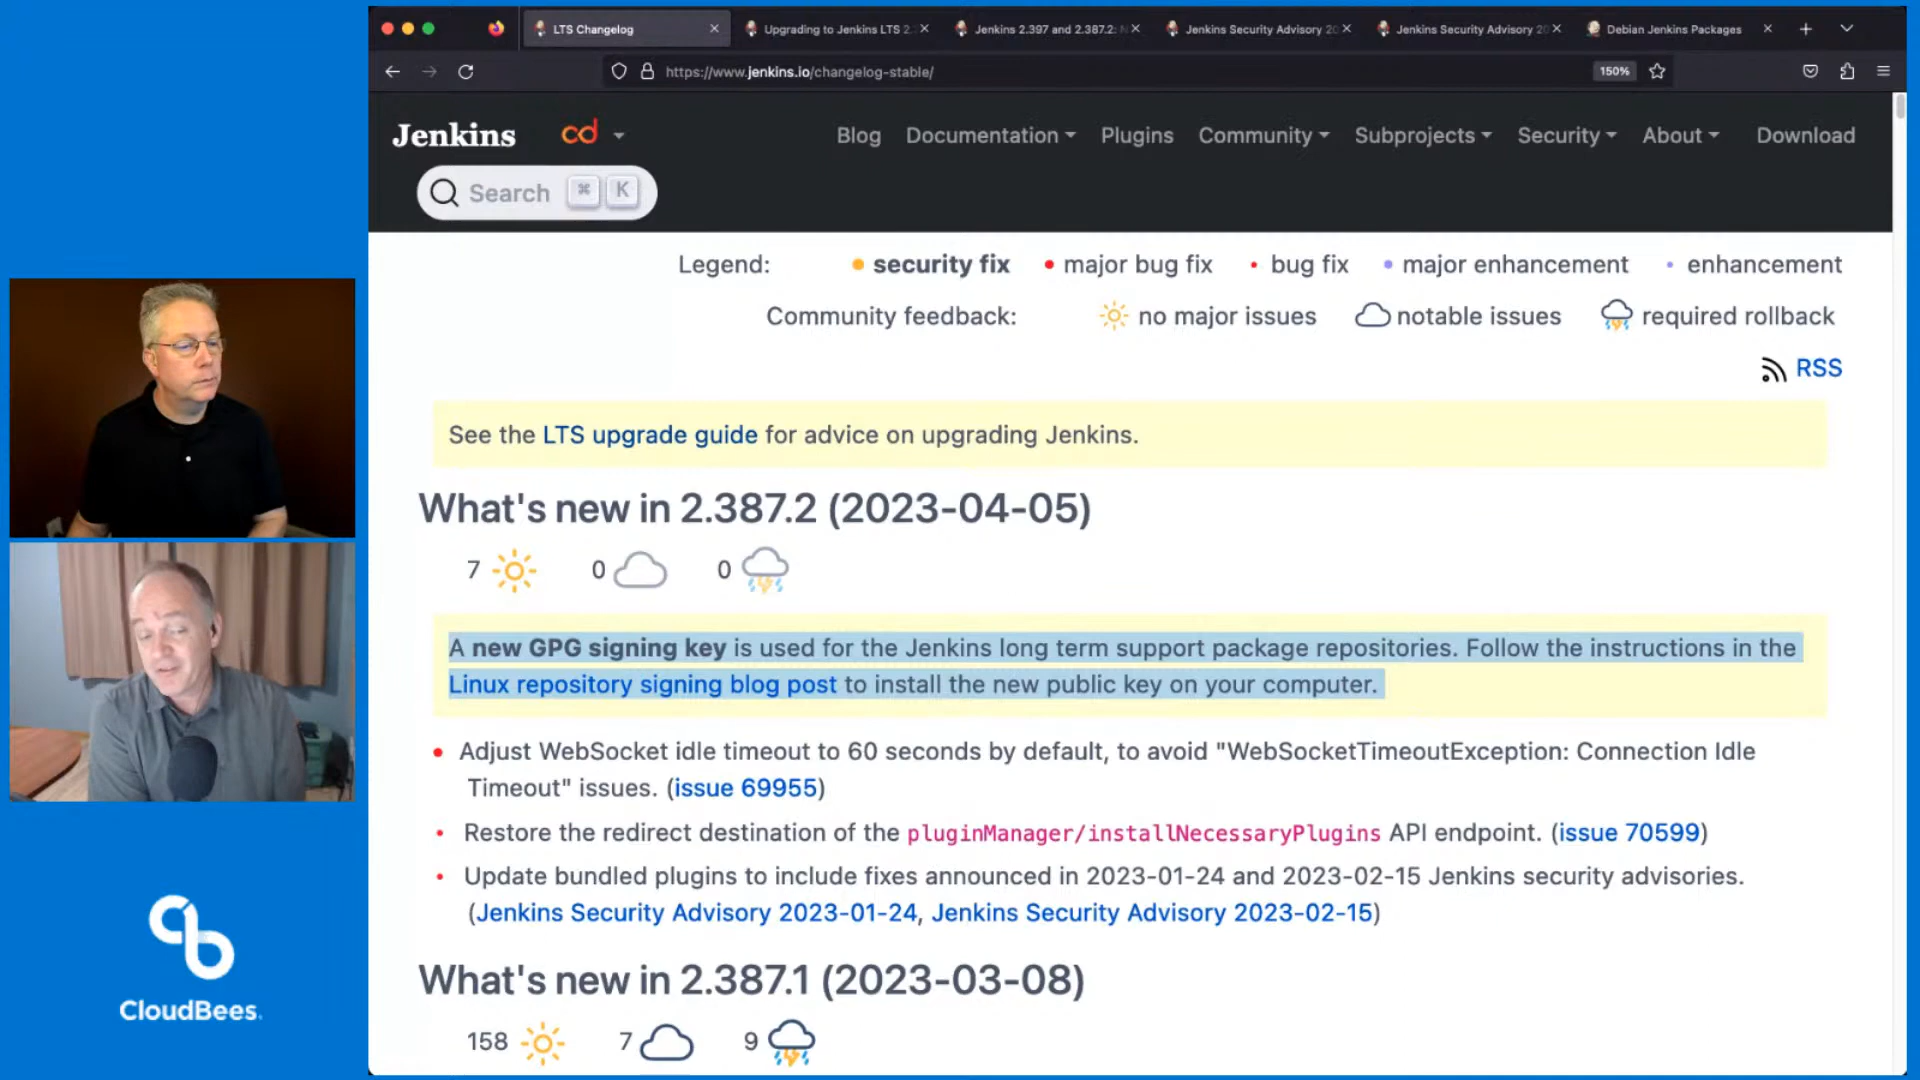 LTS Changelog
Upgrading to Jenkins LTS 2.
Jenkins 2.397 and 2.387.2: N
Jenkins Security Advisory 20
Jenkins Security Advisory 20
Debian Jenkins Packages
https://www.jenkins.io/changelog-stable/
150%
Jenkins
cd
Blog
Documentation
Plugins
Community
Subprojects
Security
About
Download
Search ⌘ K
Legend: security fix major bug fix bug fix major enhancement enhancement
Community feedback: no major issues notable issues required rollback
RSS
See the LTS upgrade guide for advice on upgrading Jenkins.
What's new in 2.387.2 (2023-04-05)
7 0 0
A new GPG signing key is used for the Jenkins long term support package repositories. Follow the instructions in the
Linux repository signing blog post to install the new public key on your computer.
Adjust WebSocket idle timeout to 60 seconds by default, to avoid "WebSocketTimeoutException: Connection Idle
Timeout" issues. (issue 69955)
Restore the redirect destination of the pluginManager/installNecessaryPlugins API endpoint. (issue 70599)
Update bundled plugins to include fixes announced in 2023-01-24 and 2023-02-15 Jenkins security advisories.
(Jenkins Security Advisory 2023-01-24, Jenkins Security Advisory 2023-02-15)
What's new in 2.387.1 (2023-03-08)
158 7 9
CloudBees.